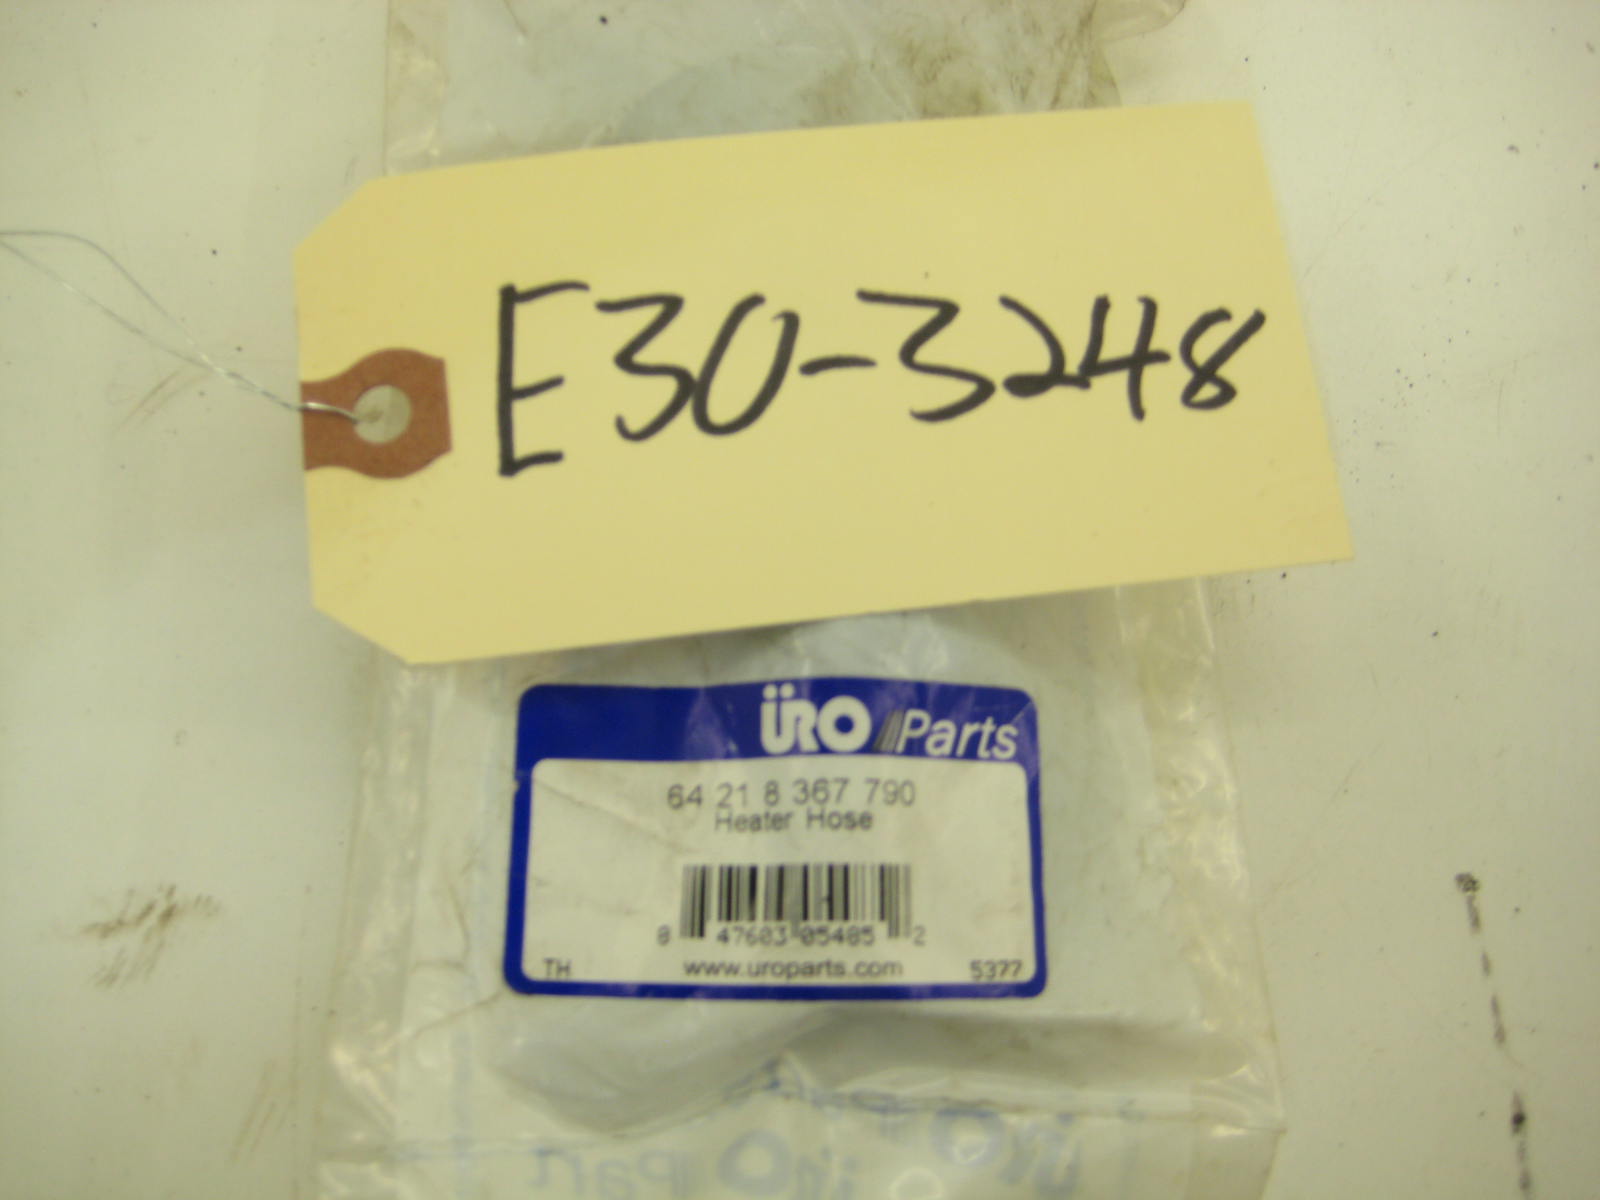 E30-3248
ÜRO Parts
64 21 8 367 790
Heater Hose
8 47603 05485 2
TH www.uroparts.com 5377